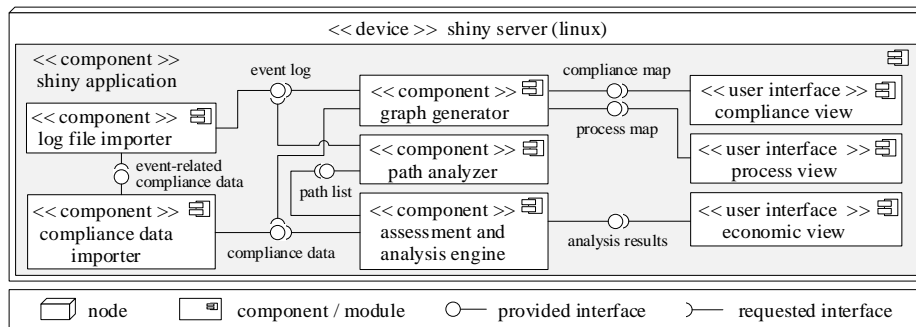 << device >> shiny server (linux)
<< component >>
shiny application
event log
compliance map
<< component >>
log file importer
<< component >>
graph generator
<< user interface >>
compliance view
process map
event-related
compliance data
<< component >>
path analyzer
<< user interface >>
process view
path list
<< component >>
compliance data
importer
<< component >>
assessment and
analysis engine
<< user interface >>
economic view
compliance data
analysis results
node
component / module
provided interface
requested interface